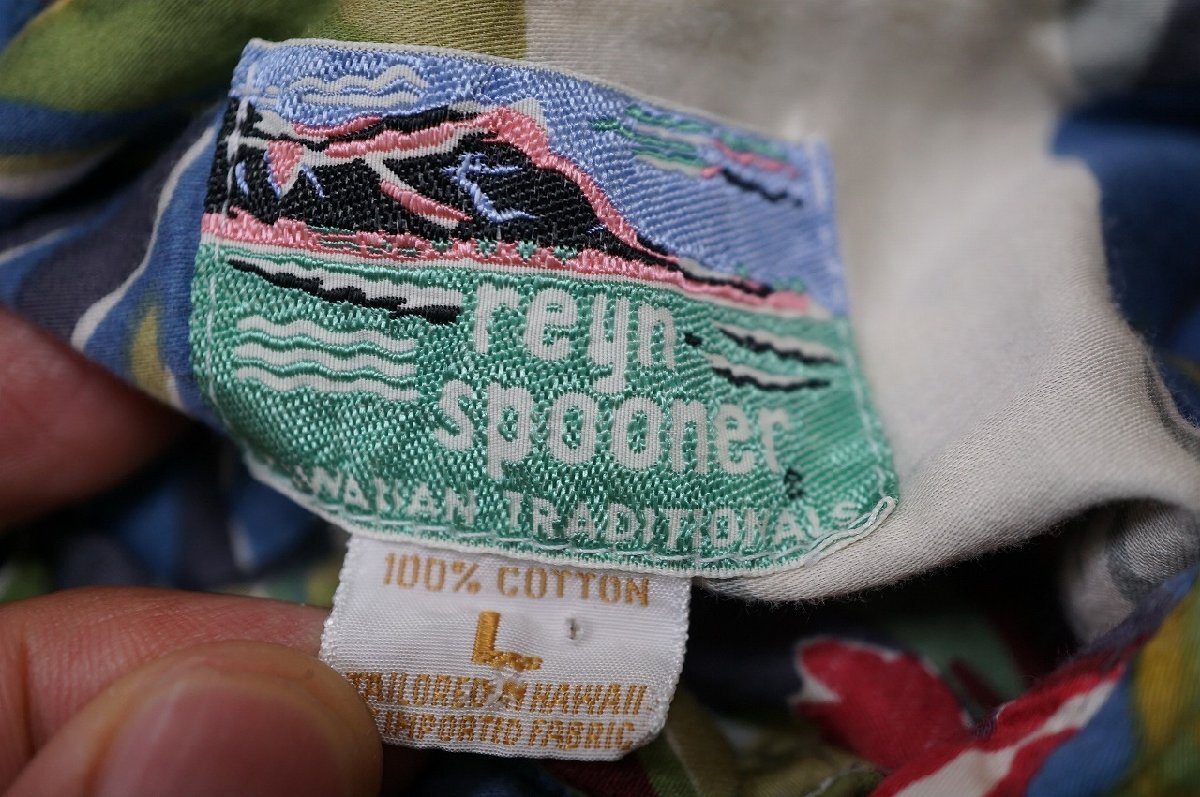 reyn
spooner
HAWAIIAN TRADITIONALS
100% COTTON
L
TAILORED IN HAWAII
IMPORTED FABRIC